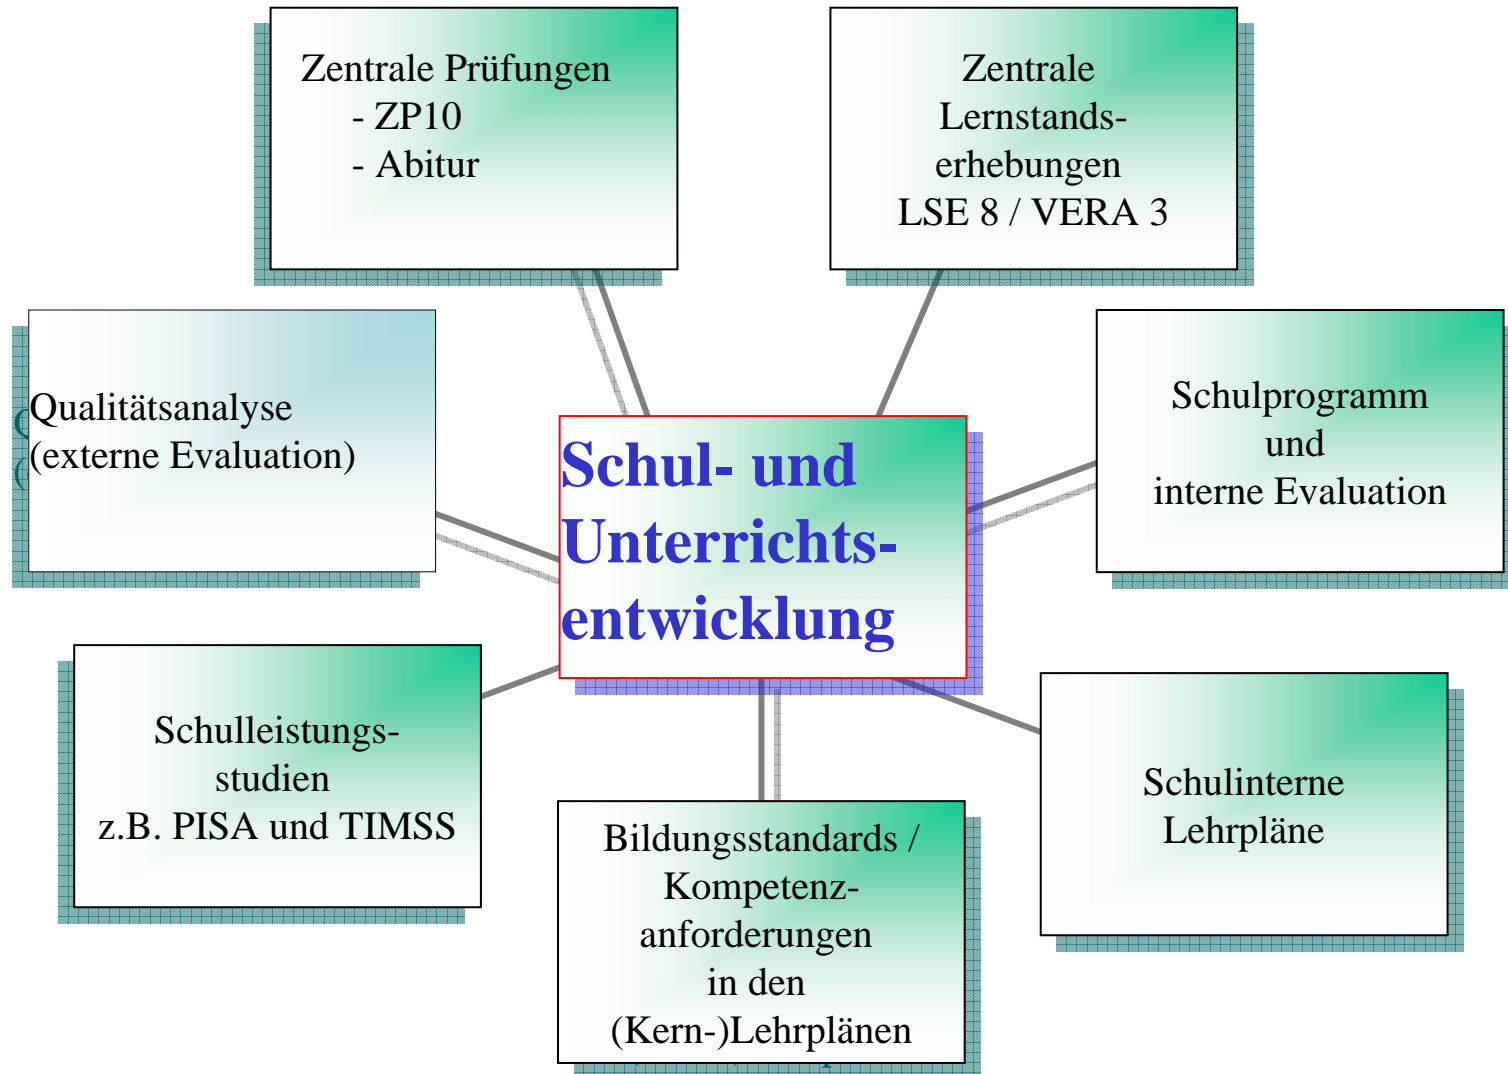 Zentrale Prüfungen
- ZP10
- Abitur
Zentrale
Lernstands-
erhebungen
LSE 8 / VERA 3
Qualitätsanalyse
(externe Evaluation)
Schulprogramm
und
interne Evaluation
Schul- und
Unterrichts-
entwicklung
Schulleistungs-
studien
z.B. PISA und TIMSS
Schulinterne
Lehrpläne
Bildungsstandards /
Kompetenz-
anforderungen
in den
(Kern-)Lehrplänen